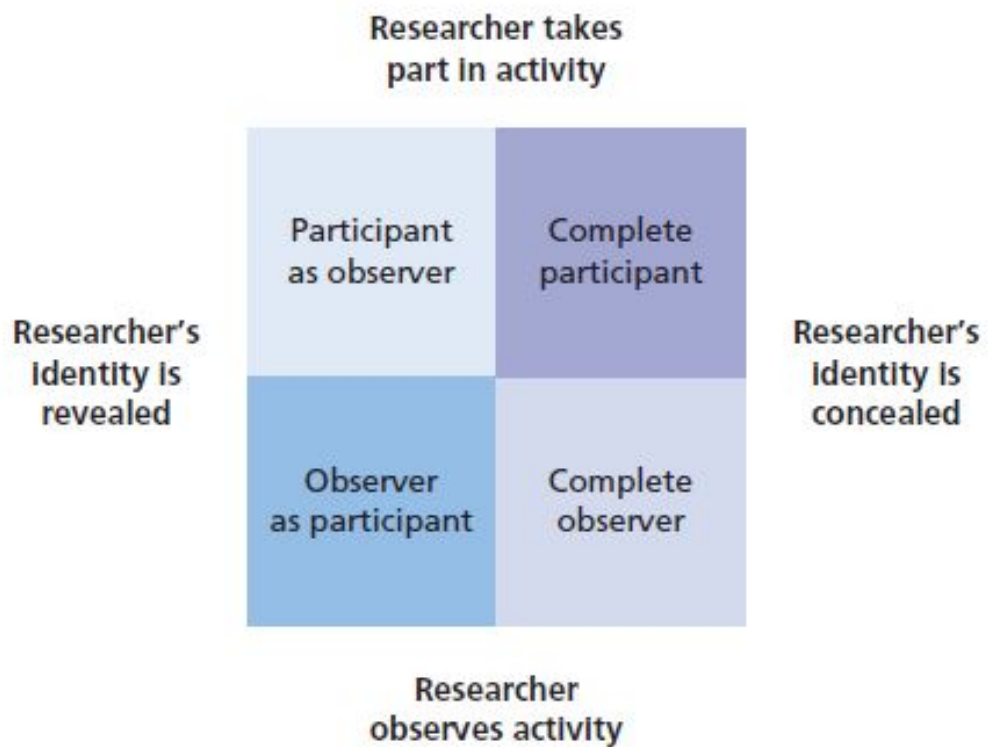 Researcher takes
part in activity
Participant
as observer
Complete
participant
Researcher’s
identity is
revealed
Researcher’s
identity is
concealed
Observer
as participant
Complete
observer
Researcher
observes activity